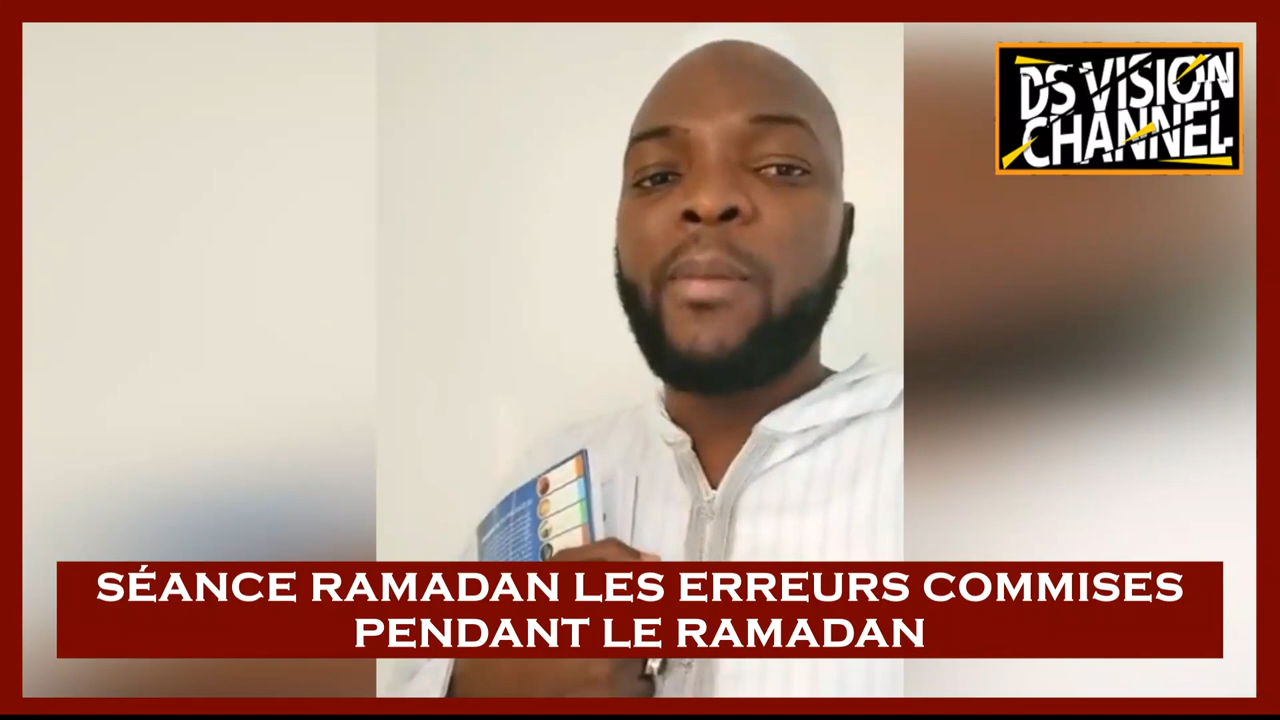 DS VISION
CHANNEL
SÉANCE RAMADAN LES ERREURS COMMISES
PENDANT LE RAMADAN